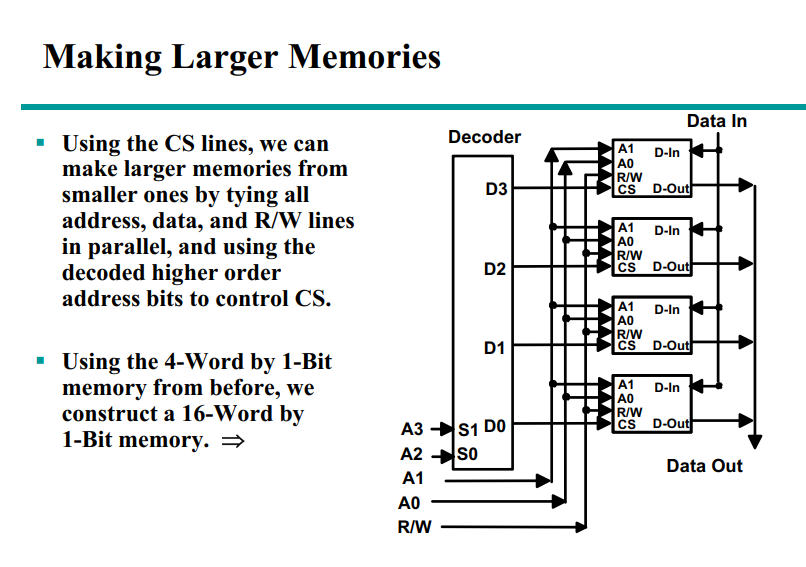 Making Larger Memories
Using the CS lines, we can
make larger memories from
smaller ones by tying all
address, data, and R/W lines
in parallel, and using the
decoded higher order
address bits to control CS.
Using the 4-Word by 1-Bit
memory from before, we
construct a 16-Word by
1-Bit memory. ⇒
Data In
Decoder
A1
D-In
A0
R/W
D3
CS D-Out
A1
D-In
A0
R/W
D2
CS D-Out
A1
D-In
A0
R/W
D1
CS D-Out
A1
D-In
A0
R/W
A3
S1 D0
CS D-Out
A2
S0
Data Out
A1
A0
R/W